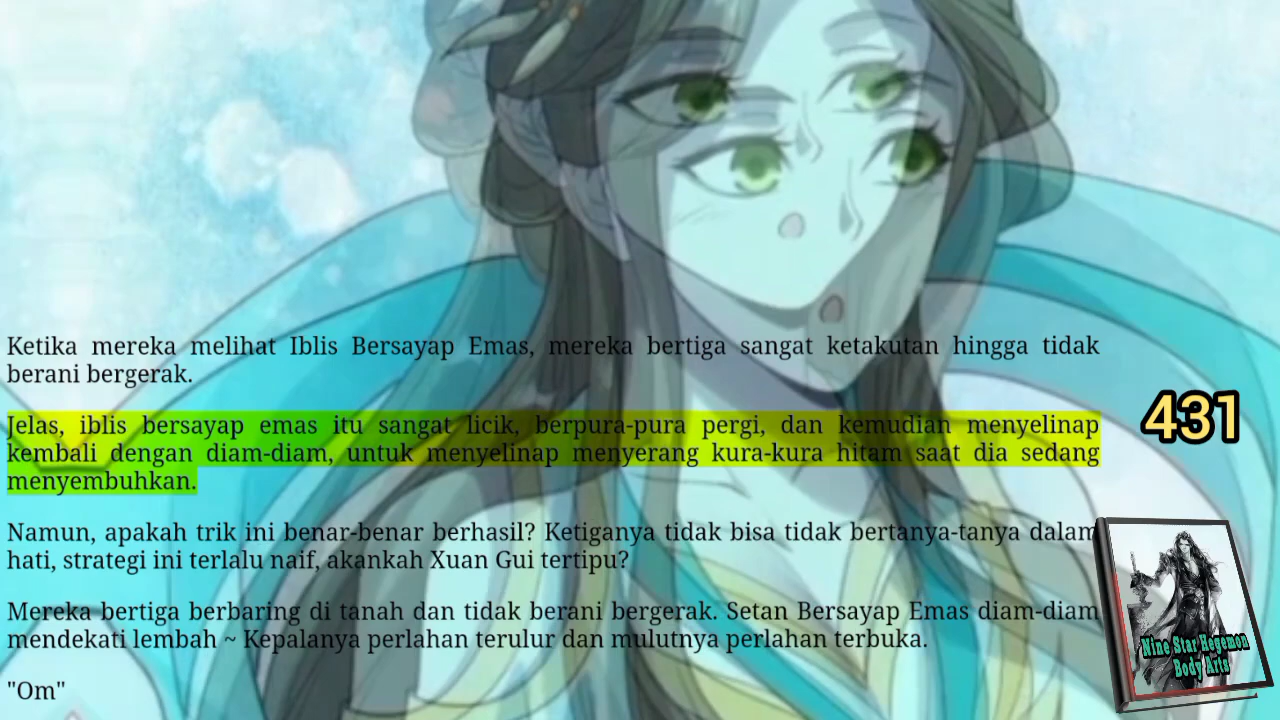 Ketika mereka melihat Iblis Bersayap Emas, mereka bertiga sangat ketakutan hingga tidak
berani bergerak.
Jelas, iblis bersayap emas itu sangat licik, berpura-pura pergi, dan kemudian menyelinap
kembali dengan diam-diam, untuk menyelinap menyerang kura-kura hitam saat dia sedang
menyembuhkan.
Namun, apakah trik ini benar-benar berhasil? Ketiganya tidak bisa tidak bertanya-tanya dalam
hati, strategi ini terlalu naif, akankah Xuan Gui tertipu?
Mereka bertiga berbaring di tanah dan tidak berani bergerak. Setan Bersayap Emas diam-diam
mendekati lembah ~ Kepalanya perlahan terulur dan mulutnya perlahan terbuka.
"Om"
431
Nine Star Hegemon
Body Arts